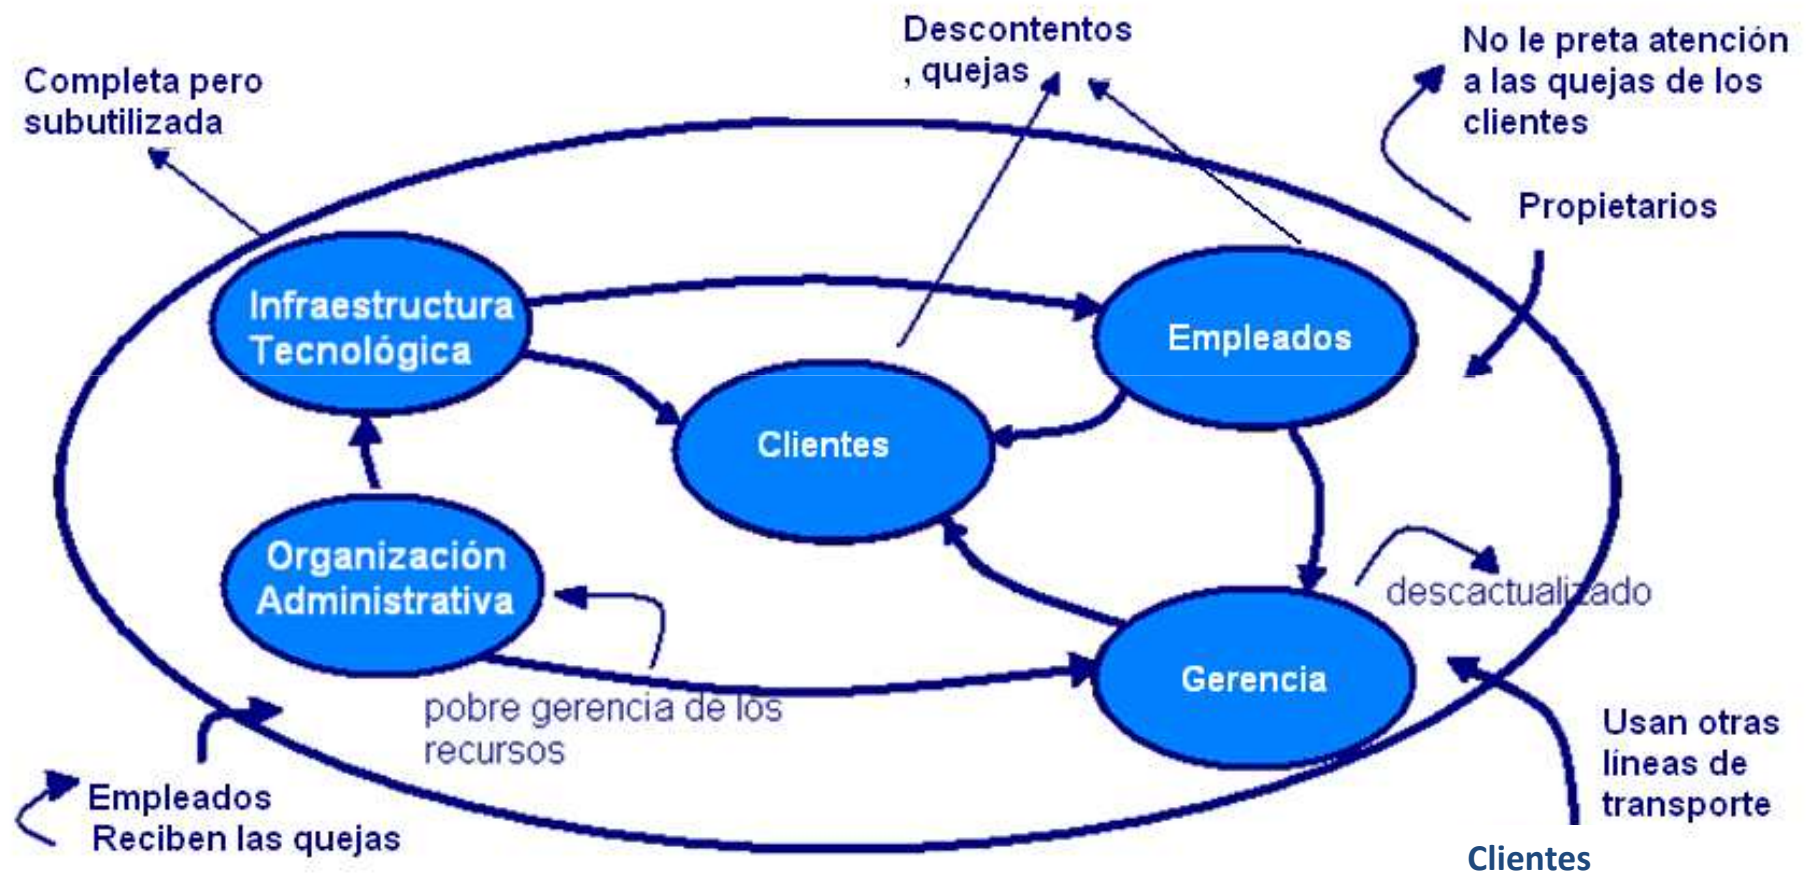 Descontentos
, quejas
No le preta atención
a las quejas de los
clientes
Completa pero
subutilizada
Propietarios
Infraestructura
Tecnológica
Empleados
Clientes
Organización
Administrativa
descactualizado
Gerencia
pobre gerencia de los
recursos
Usan otras
líneas de
transporte
Empleados
Reciben las quejas
Clientes